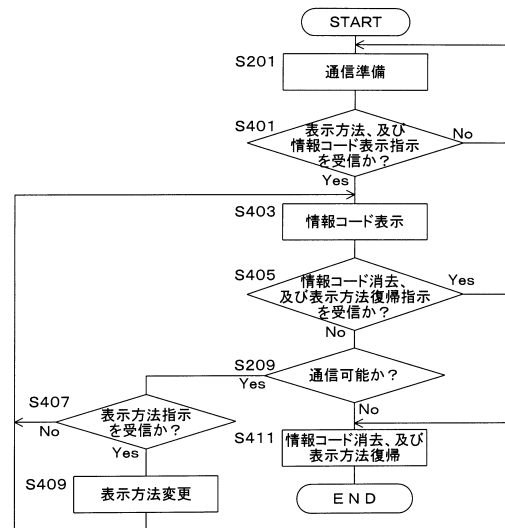 START
S201
通信準備
S401
表示方法、及び
情報コード表示指示
を受信か？
No
Yes
S403
情報コード表示
S405
情報コード消去、
及び表示方法復帰指示
を受信か？
Yes
No
S209
通信可能か？
Yes
No
S407
表示方法指示
を受信か？
No
Yes
S411
情報コード消去、及び
表示方法復帰
S409
表示方法変更
END